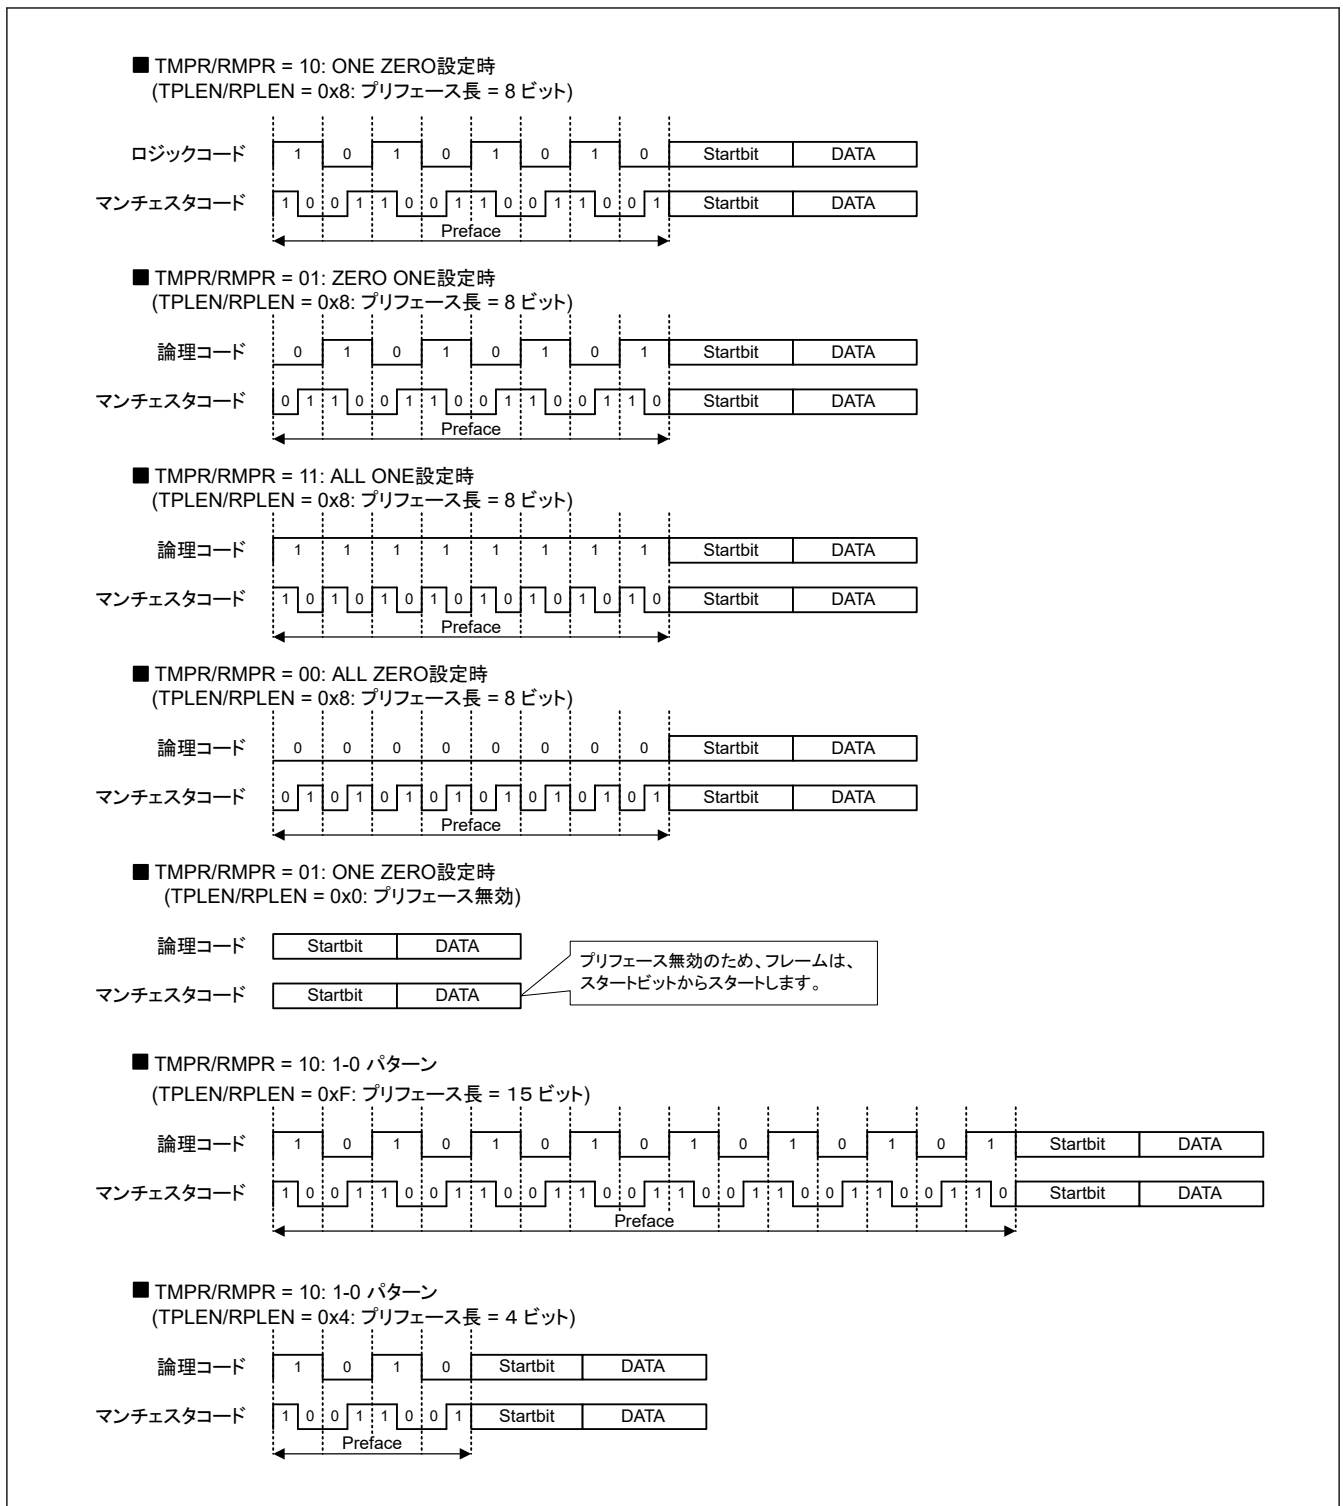 ■ TMPR/RMPR = 10: ONE ZERO設定時
(TPLEN/RPLEN = 0x8: プリフェース長 = 8 ビット)
ロジックコード 1 0 1 0 1 0 1 0 Startbit DATA
マンチェスタコード 1 0 0 1 1 0 0 1 1 0 0 1 1 0 0 1 Startbit DATA
Preface
■ TMPR/RMPR = 01: ZERO ONE設定時
(TPLEN/RPLEN = 0x8: プリフェース長 = 8 ビット)
論理コード 0 1 0 1 0 1 0 1 Startbit DATA
マンチェスタコード 0 1 1 0 0 1 1 0 0 1 1 0 0 1 1 0 Startbit DATA
Preface
■ TMPR/RMPR = 11: ALL ONE設定時
(TPLEN/RPLEN = 0x8: プリフェース長 = 8 ビット)
論理コード 1 1 1 1 1 1 1 1 Startbit DATA
マンチェスタコード 1 0 1 0 1 0 1 0 1 0 1 0 1 0 1 0 Startbit DATA
Preface
■ TMPR/RMPR = 00: ALL ZERO設定時
(TPLEN/RPLEN = 0x8: プリフェース長 = 8 ビット)
論理コード 0 0 0 0 0 0 0 0 Startbit DATA
マンチェスタコード 0 1 0 1 0 1 0 1 0 1 0 1 0 1 0 1 Startbit DATA
Preface
■ TMPR/RMPR = 01: ONE ZERO設定時
(TPLEN/RPLEN = 0x0: プリフェース無効)
論理コード Startbit DATA
マンチェスタコード Startbit DATA
プリフェース無効のため、フレームは、
スタートビットからスタートします。
■ TMPR/RMPR = 10: 1-0 パターン
(TPLEN/RPLEN = 0xF: プリフェース長 = 15 ビット)
論理コード 1 0 1 0 1 0 1 0 1 0 1 0 1 0 1 Startbit DATA
マンチェスタコード 1 0 0 1 1 0 0 1 1 0 0 1 1 0 0 1 1 0 0 1 1 0 0 1 1 0 0 1 1 0 Startbit DATA
Preface
■ TMPR/RMPR = 10: 1-0 パターン
(TPLEN/RPLEN = 0x4: プリフェース長 = 4 ビット)
論理コード 1 0 1 0 Startbit DATA
マンチェスタコード 1 0 0 1 1 0 0 1 Startbit DATA
Preface